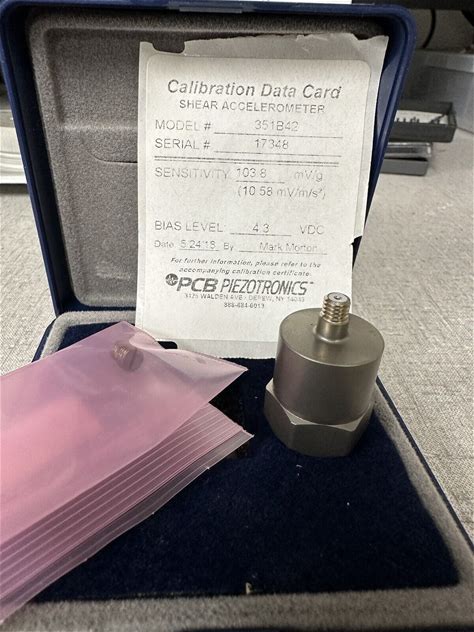 Calibration Data Card
SHEAR ACCELEROMETER
MODEL # 351B42
SERIAL # 17348
SENSITIVITY 103.8 mV/g
(10.58 mV/m/s²)
BIAS LEVEL 4.3 VDC
Date 5.24.18 By Mark Morton
For further information, please refer to the
accompanying calibration certificate.
PCB PIEZOTRONICS™
3425 WALDEN AVE · DEPEW, NY 14043